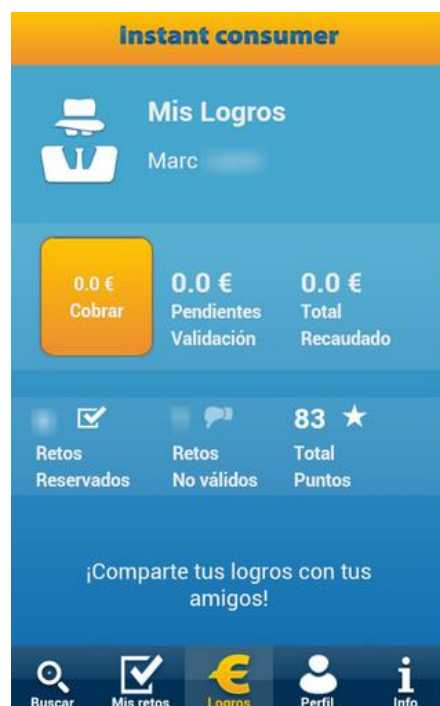 instant consumer
Mis Logros
Marc
0.0 €
Cobrar
0.0 €
Pendientes
Validación
0.0 €
Total
Recaudado
Retos
Reservados
Retos
No válidos
83
Total
Puntos
¡Comparte tus logros con tus
amigos!
Buscar
Mis retos
Logros
Perfil
Info